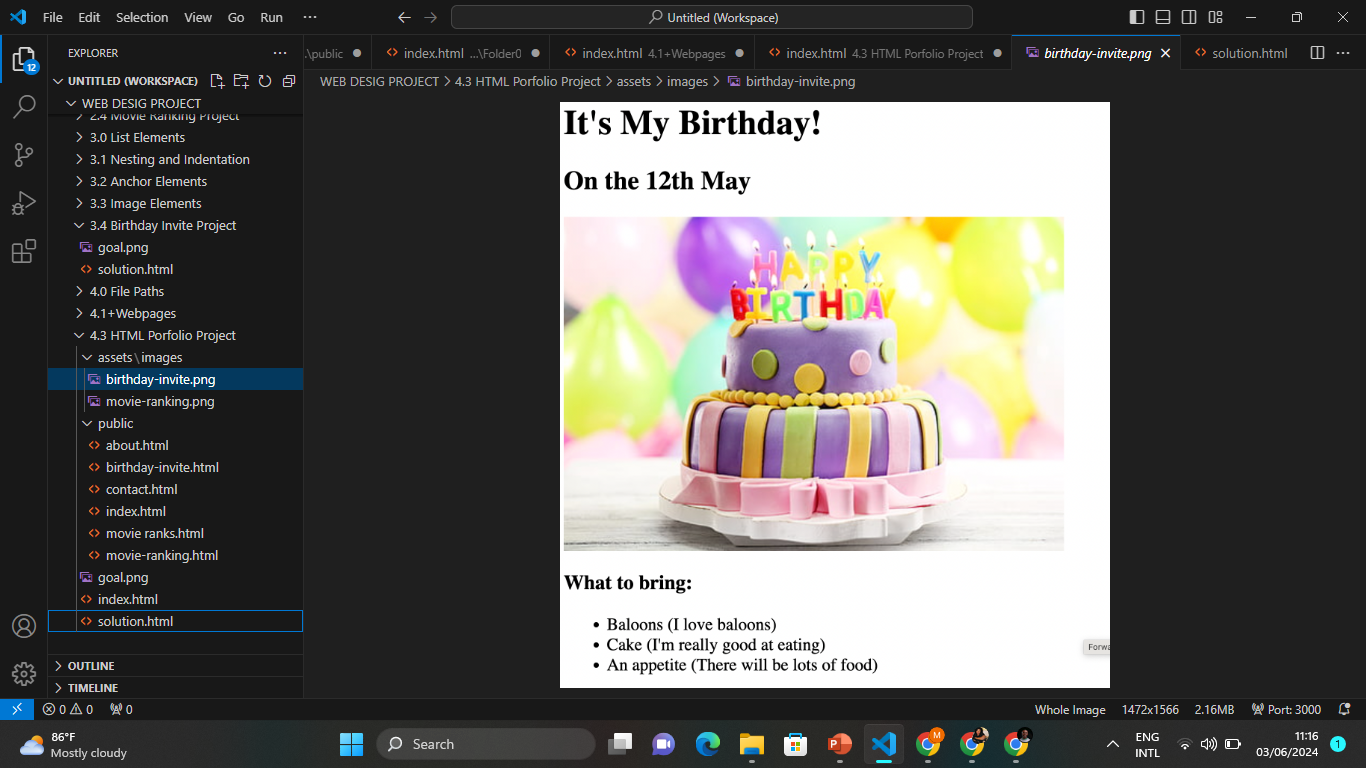 File Edit Selection View Go Run ···
Untitled (Workspace)
EXPLORER ···
..\public index.html ...\Folder0 index.html 4.1+Webpages index.html 4.3 HTML Porfolio Project birthday-invite.png solution.html ···
12
UNTITLED (WORKSPACE)
WEB DESIG PROJECT > 4.3 HTML Porfolio Project > assets > images > birthday-invite.png
WEB DESIG PROJECT
2.4 Movie Ranking Project
3.0 List Elements
3.1 Nesting and Indentation
3.2 Anchor Elements
3.3 Image Elements
3.4 Birthday Invite Project
goal.png
solution.html
4.0 File Paths
4.1+Webpages
4.3 HTML Porfolio Project
assets\images
birthday-invite.png
movie-ranking.png
public
about.html
birthday-invite.html
contact.html
index.html
movie ranks.html
movie-ranking.html
goal.png
index.html
solution.html
OUTLINE
TIMELINE
It's My Birthday!
On the 12th May
HAPPY
BIRTHDAY
What to bring:
• Baloons (I love baloons)
• Cake (I'm really good at eating)
• An appetite (There will be lots of food)
Forwa
0 0 0
Whole Image 1472x1566 2.16MB Port: 3000
86°F
Mostly cloudy
Search
M
ENG
INTL
11:16
03/06/2024
1